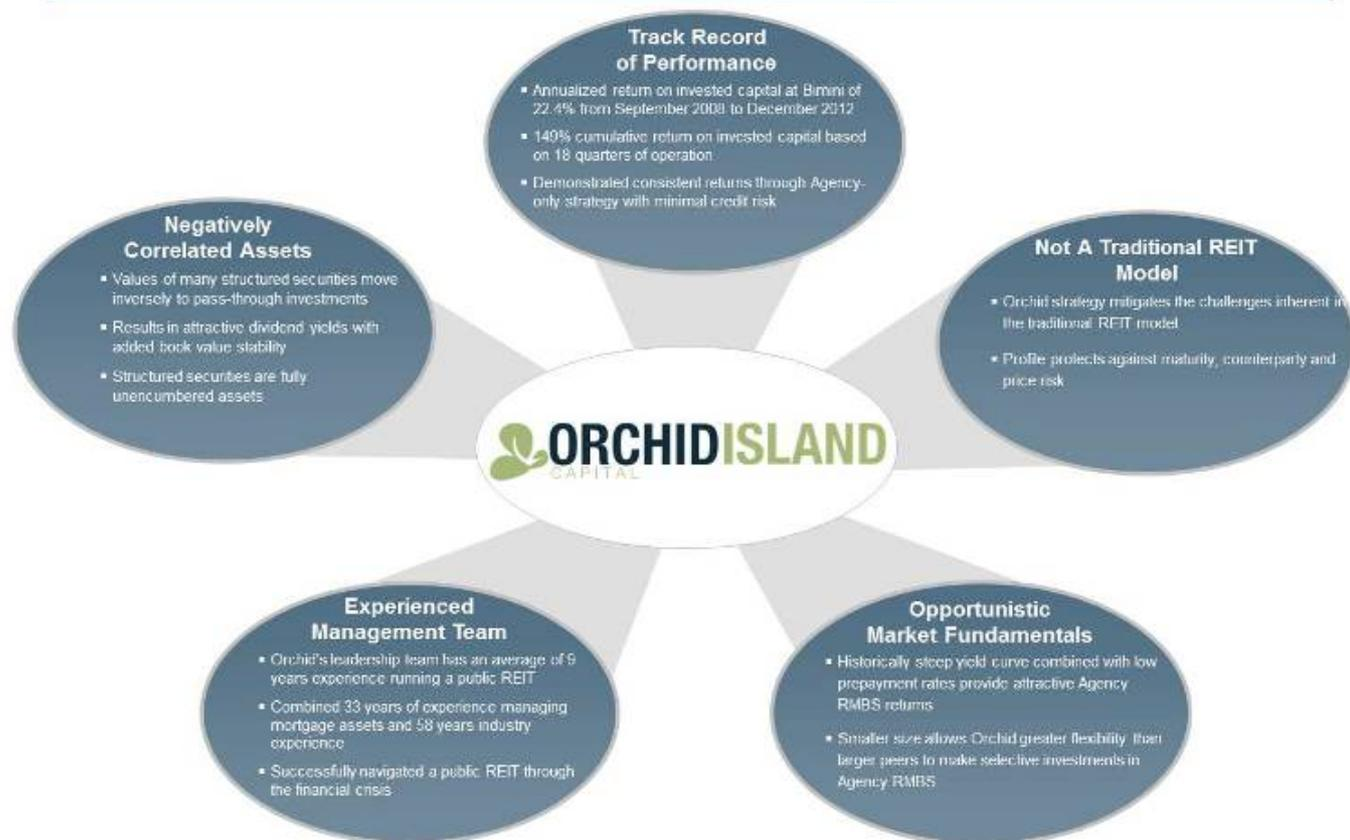 Track Record
of Performance
▪ Annualized return on invested capital at Bimini of
22.4% from September 2008 to December 2012
▪ 149% cumulative return on invested capital based
on 18 quarters of operation
▪ Demonstrated consistent returns through Agency-
only strategy with minimal credit risk
Negatively
Correlated Assets
▪ Values of many structured securities move
inversely to pass-through investments
▪ Results in attractive dividend yields with
added book value stability
▪ Structured securities are fully
unencumbered assets
Not A Traditional REIT
Model
▪ Orchid strategy mitigates the challenges inherent in
the traditional REIT model
▪ Profile protects against maturity, counterparty and
price risk
ORCHIDISLAND
CAPITAL
Experienced
Management Team
▪ Orchid's leadership team has an average of 9
years experience running a public REIT
▪ Combined 33 years of experience managing
mortgage assets and 58 years industry
experience
▪ Successfully navigated a public REIT through
the financial crisis
Opportunistic
Market Fundamentals
▪ Historically steep yield curve combined with low
prepayment rates provide attractive Agency
RMBS returns
▪ Smaller size allows Orchid greater flexibility than
larger peers to make selective investments in
Agency RMBS